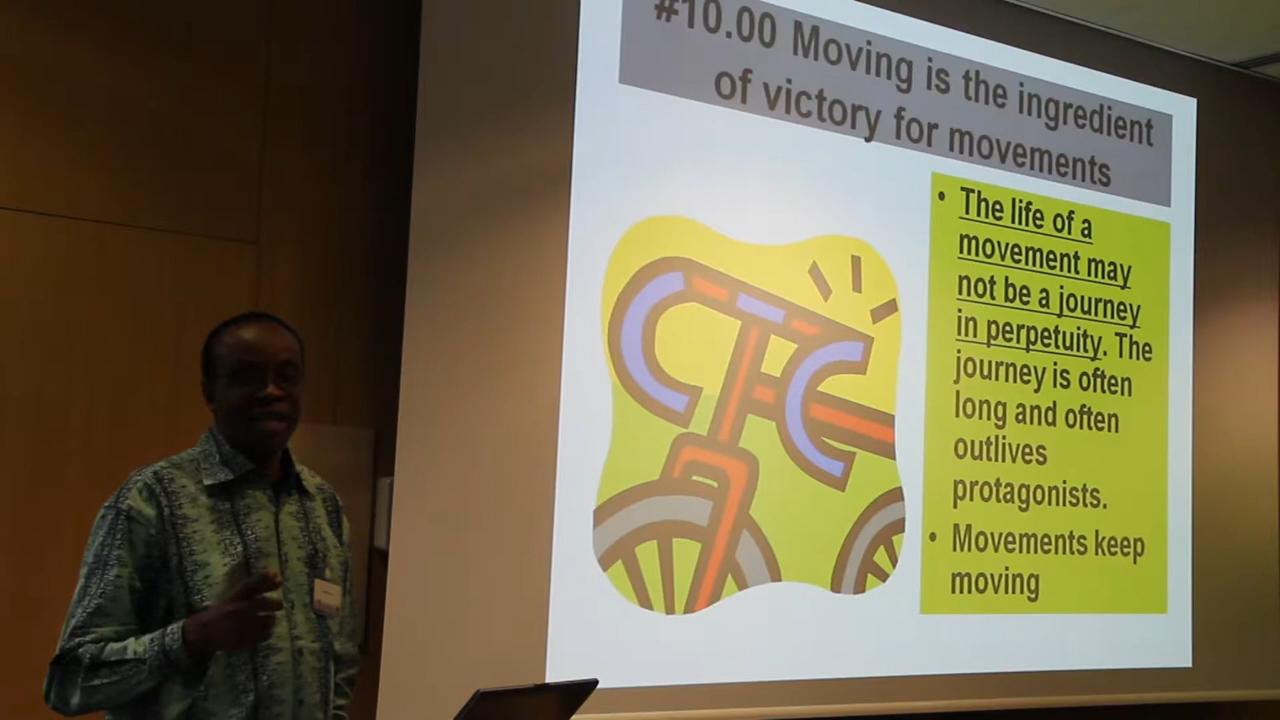 #10.00 Moving is the ingredient
of victory for movements
• The life of a
movement may
not be a journey
in perpetuity. The
journey is often
long and often
outlives
protagonists.
• Movements keep
moving